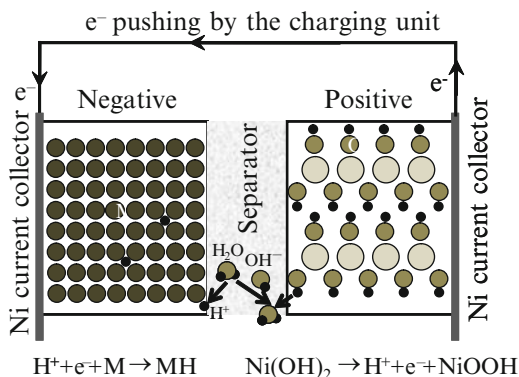 e⁻ pushing by the charging unit
e⁻
e⁻
Negative
Positive
Ni current collector
Separator
Ni current collector
M
O
H₂O
OH⁻
H⁺
H⁺+e⁻+M→MH
Ni(OH)₂→H⁺+e⁻+NiOOH